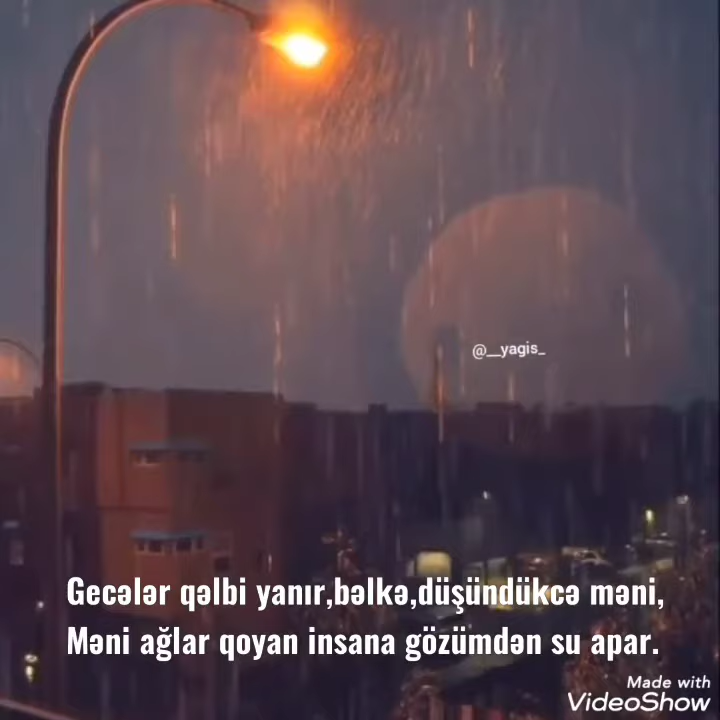 @__yagis_
Gecələr qəlbi yanır,bəlkə,düşündükcə məni,
Məni ağlar qoyan insana gözümdən su apar.
Made with
VideoShow